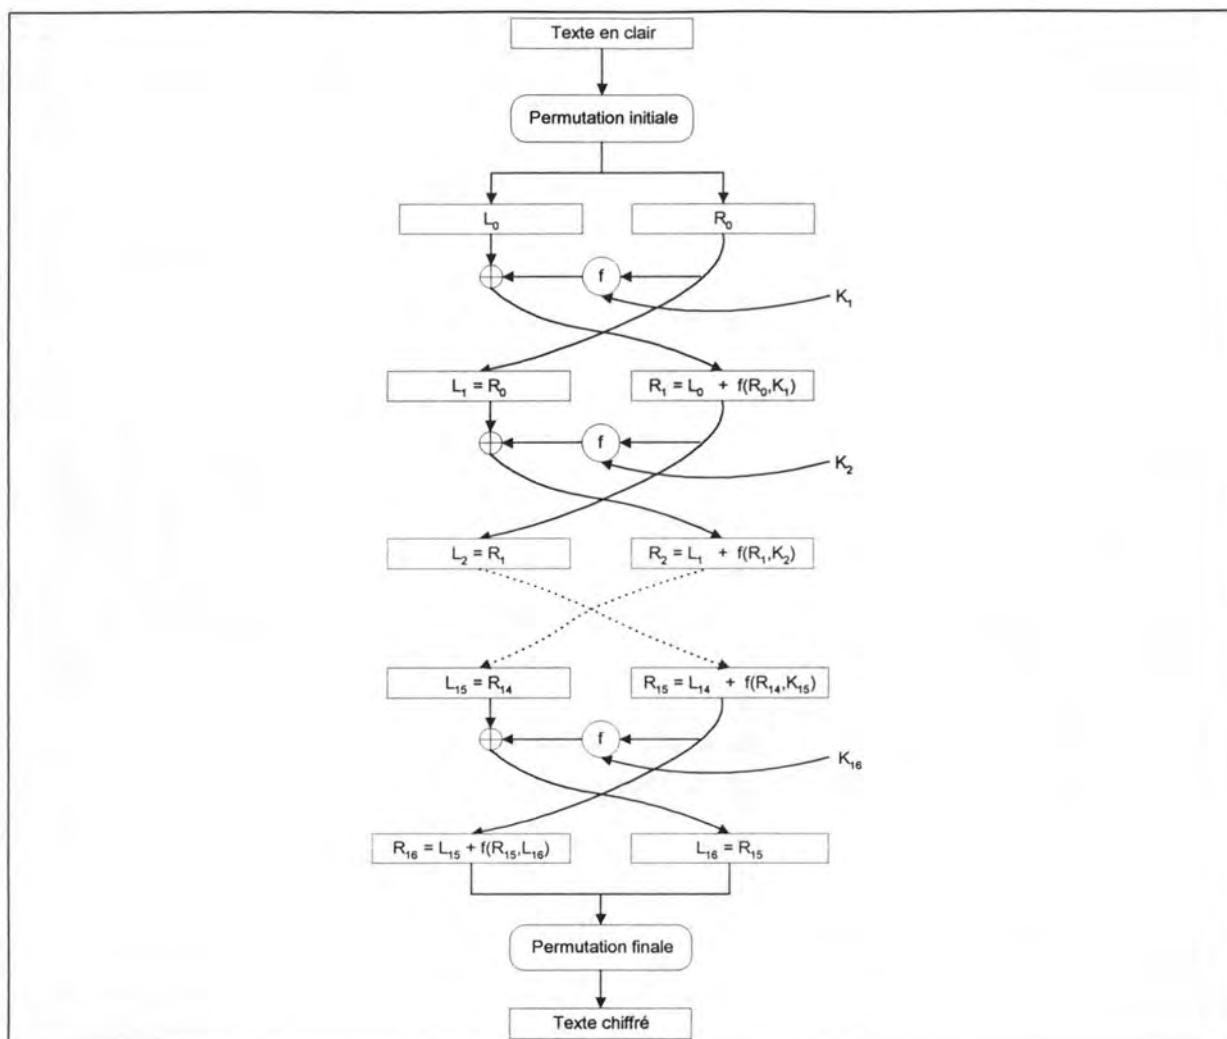 Texte en clair
Permutation initiale
L₀ R₀
f
K₁
L₁ = R₀ R₁ = L₀ + f(R₀,K₁)
f
K₂
L₂ = R₁ R₂ = L₁ + f(R₁,K₂)
L₁₅ = R₁₄ R₁₅ = L₁₄ + f(R₁₄,K₁₅)
f
K₁₆
R₁₆ = L₁₅ + f(R₁₅,L₁₆) L₁₆ = R₁₅
Permutation finale
Texte chiffré